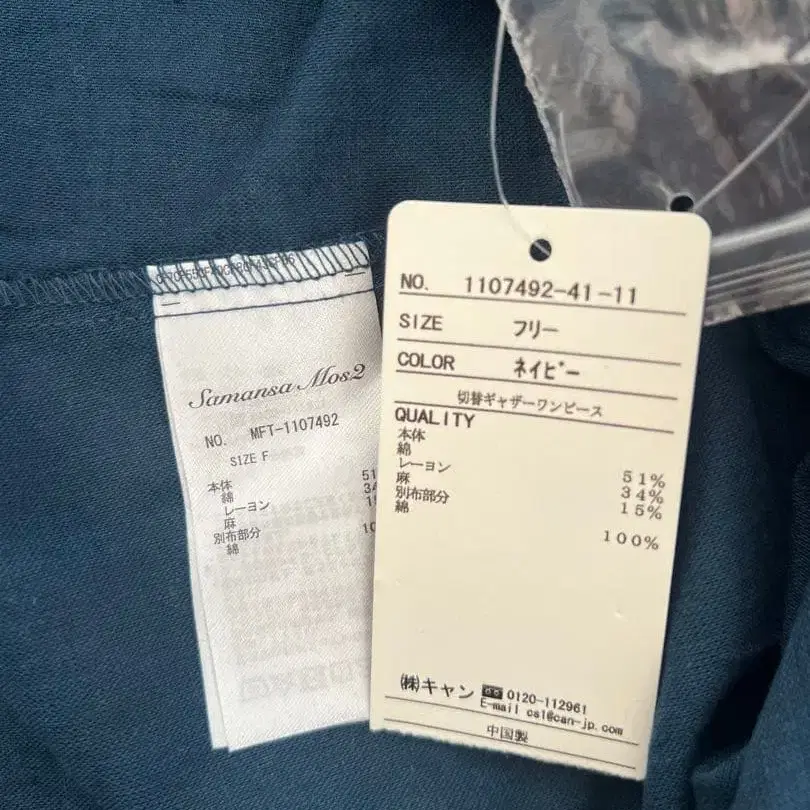 Samansa Mos2
NO. MFT-1107492
SIZE F
本体
綿 51
レーヨン 34
麻
別布部分
綿
NO. 1107492-41-11
SIZE フリー
COLOR ネイビー
切替ギャザーワンピース
QUALITY
本体
綿 51%
レーヨン 34%
麻 15%
別布部分
綿 100%
㈱キャン 0120-112961
E-mail cs1@can-jp.com
中国製